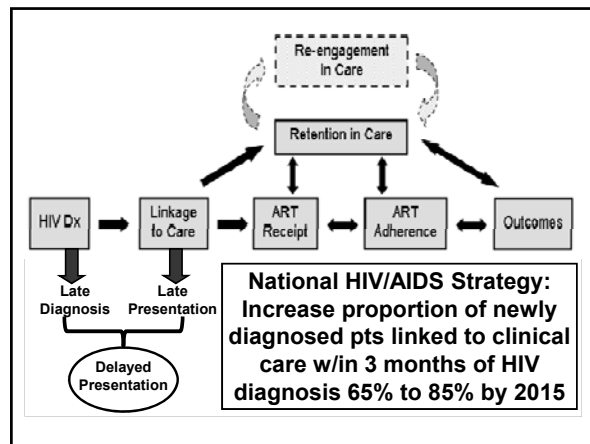 Re-engagement
In Care
Retention in Care
HIV Dx
Linkage
to Care
ART
Receipt
ART
Adherence
Outcomes
Late
Diagnosis
Late
Presentation
Delayed
Presentation
National HIV/AIDS Strategy:
Increase proportion of newly
diagnosed pts linked to clinical
care w/in 3 months of HIV
diagnosis 65% to 85% by 2015